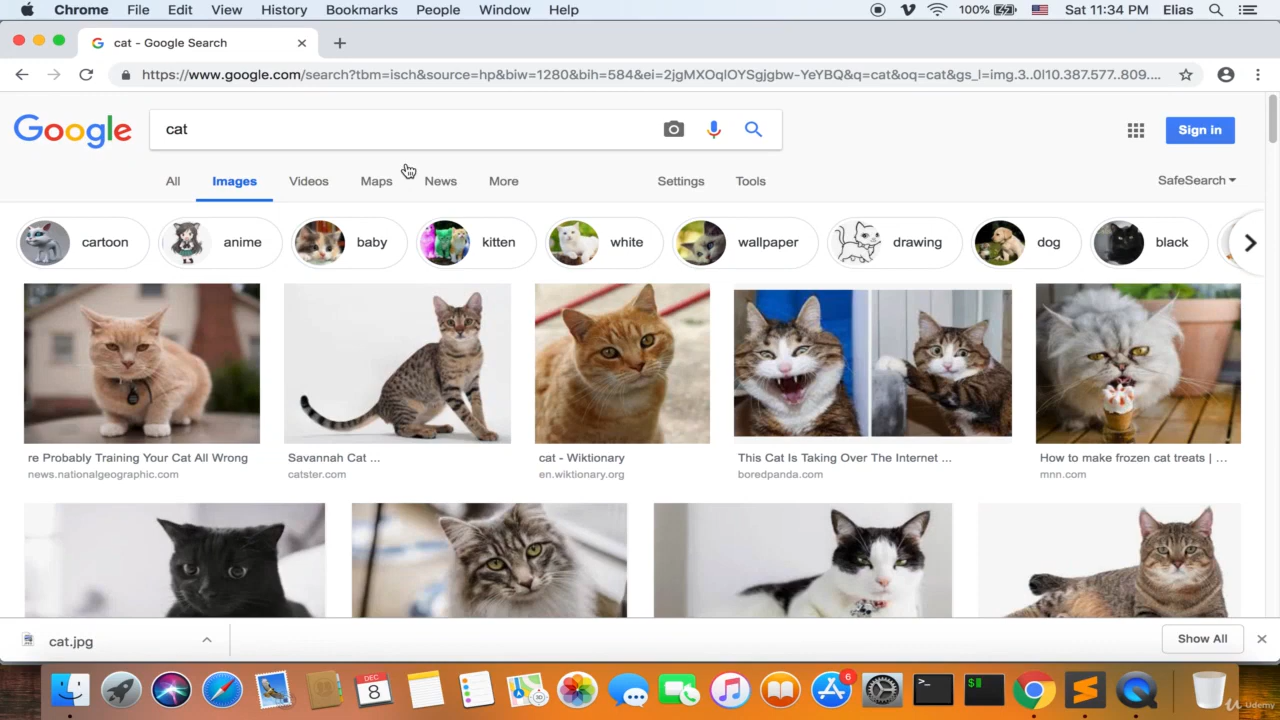 Chrome File Edit View History Bookmarks People Window Help 100% Sat 11:34 PM Elias
cat - Google Search
https://www.google.com/search?tbm=isch&source=hp&biw=1280&bih=584&ei=2jgMXOqlOYSgjgbw-YeYBQ&q=cat&oq=cat&gs_l=img.3..0l10.387.577..809....
Google cat Sign in
All Images Videos Maps News More Settings Tools SafeSearch
cartoon anime baby kitten white wallpaper drawing dog black
re Probably Training Your Cat All Wrong
news.nationalgeographic.com
Savannah Cat ...
catster.com
cat - Wiktionary
en.wiktionary.org
This Cat Is Taking Over The Internet ...
boredpanda.com
How to make frozen cat treats | ...
mnn.com
cat.jpg Show All
DEC
8
6
Udemy